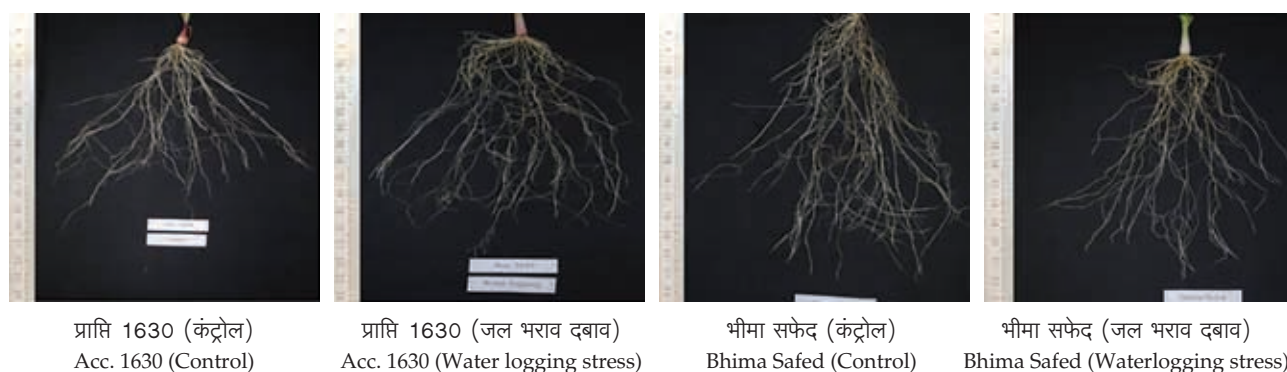 प्राप्ति 1630 (कंट्रोल)
Acc. 1630 (Control)
प्राप्ति 1630 (जल भराव दबाव)
Acc. 1630 (Water logging stress)
भीमा सफेद (कंट्रोल)
Bhima Safed (Control)
भीमा सफेद (जल भराव दबाव)
Bhima Safed (Waterlogging stress)